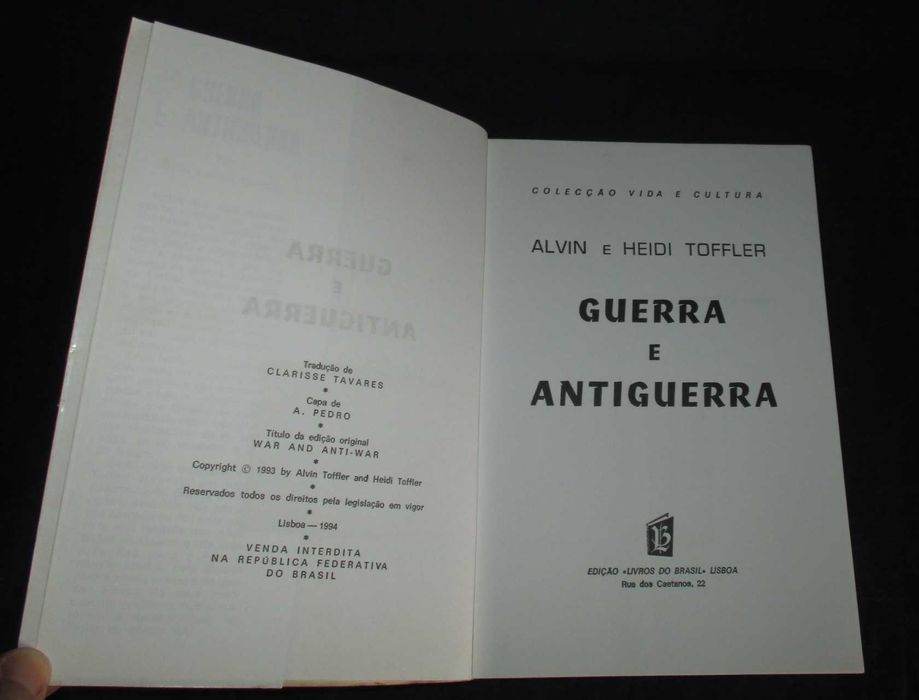 Tradução de
CLARISSE TAVARES
*
Capa de
A. PEDRO
*
Título da edição original
WAR AND ANTI-WAR
*
Copyright © 1993 by Alvin Toffler and Heidi Toffler
*
Reservados todos os direitos pela legislação em vigor
*
Lisboa — 1994
*
VENDA INTERDITA
NA REPÚBLICA FEDERATIVA
DO BRASIL
COLECÇÃO VIDA E CULTURA
ALVIN E HEIDI TOFFLER
GUERRA
E
ANTIGUERRA
EDIÇÃO «LIVROS DO BRASIL» LISBOA
Rua dos Caetanos, 22